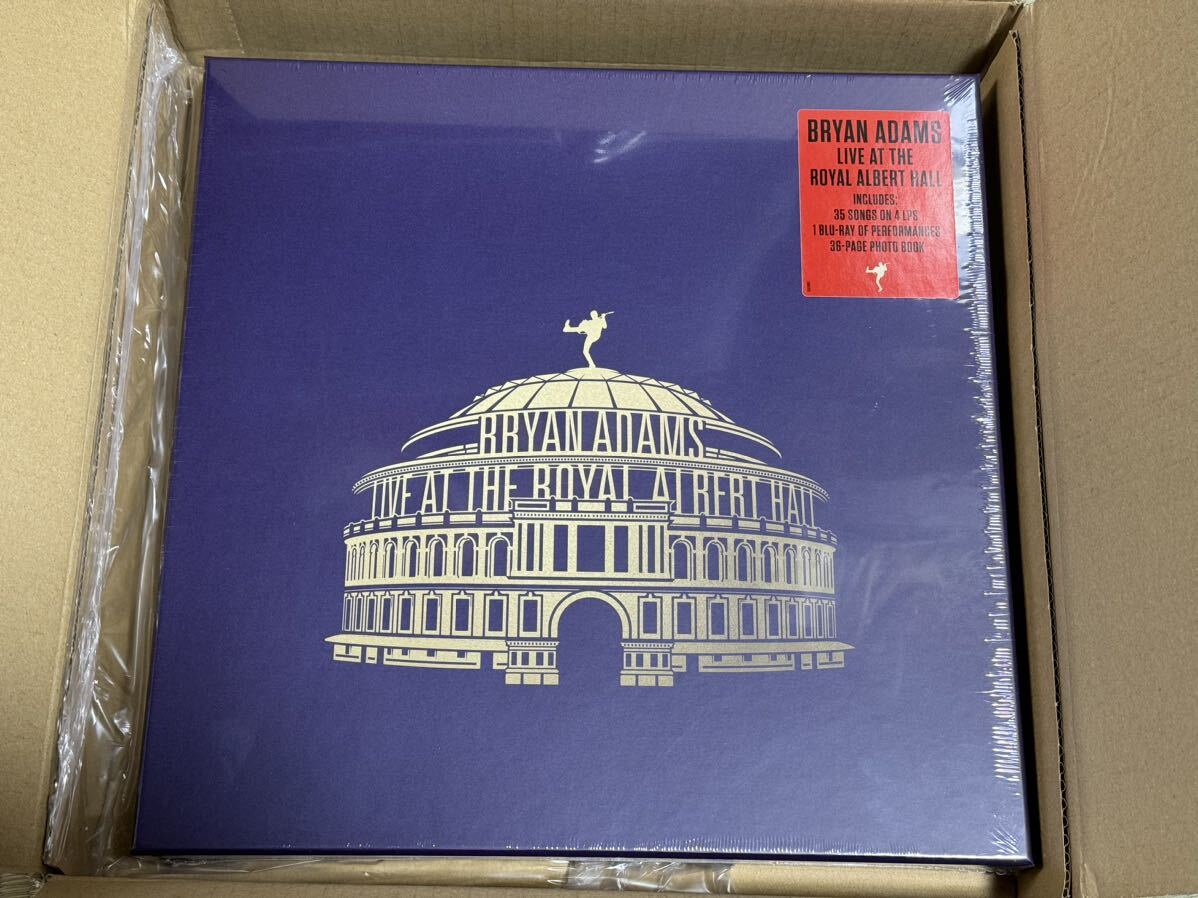 BRYAN ADAMS
LIVE AT THE
ROYAL ALBERT HALL
INCLUDES:
35 SONGS ON 4 LPS
1 BLU-RAY OF PERFORMANCES
36-PAGE PHOTO BOOK
BRYAN ADAMS
LIVE AT THE ROYAL ALBERT HALL